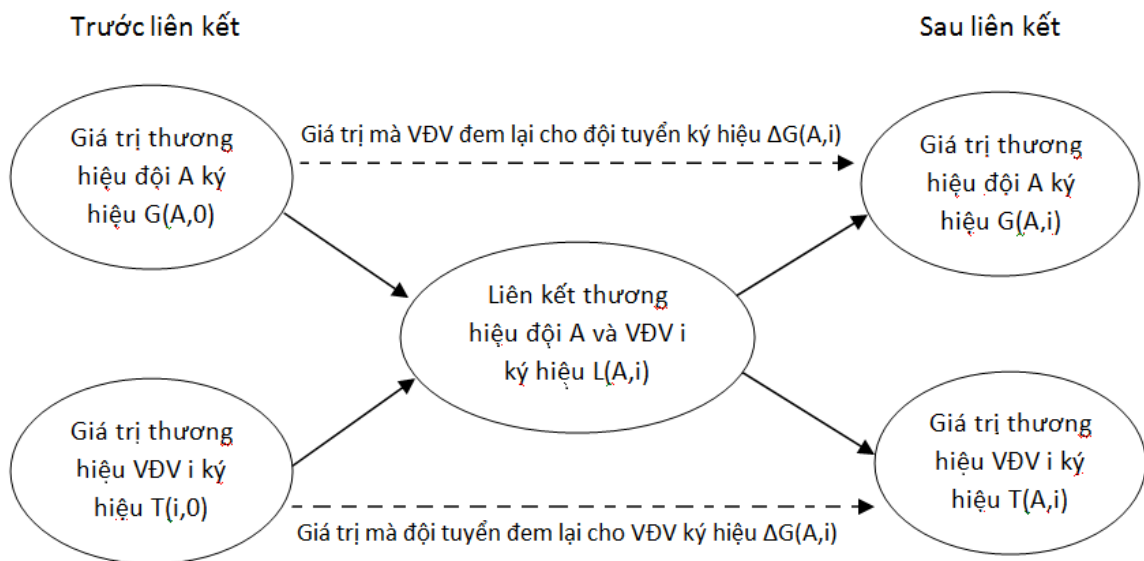 Trước liên kết
Sau liên kết
Giá trị thương
hiệu đội A ký
hiệu G(A,0)
Giá trị mà VĐV đem lại cho đội tuyển ký hiệu ΔG(A,i)
Giá trị thương
hiệu đội A ký
hiệu G(A,i)
Liên kết thương
hiệu đội A và VĐV i
ký hiệu L(A,i)
Giá trị thương
hiệu VĐV i ký
hiệu T(i,0)
Giá trị mà đội tuyển đem lại cho VĐV ký hiệu ΔG(A,i)
Giá trị thương
hiệu VĐV i ký
hiệu T(A,i)